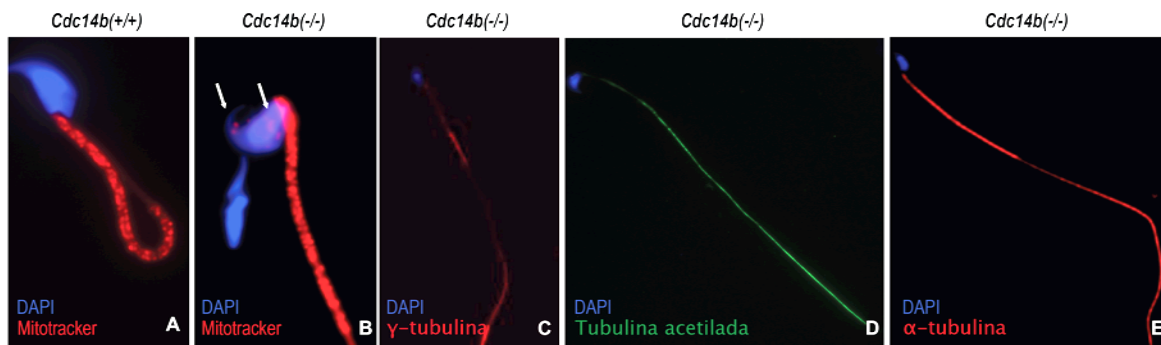 Cdc14b(+/+)
Cdc14b(-/-)
Cdc14b(-/-)
Cdc14b(-/-)
Cdc14b(-/-)
DAPI
Mitotracker
A
DAPI
Mitotracker
B
DAPI
γ-tubulina
C
DAPI
Tubulina acetilada
D
DAPI
α-tubulina
E